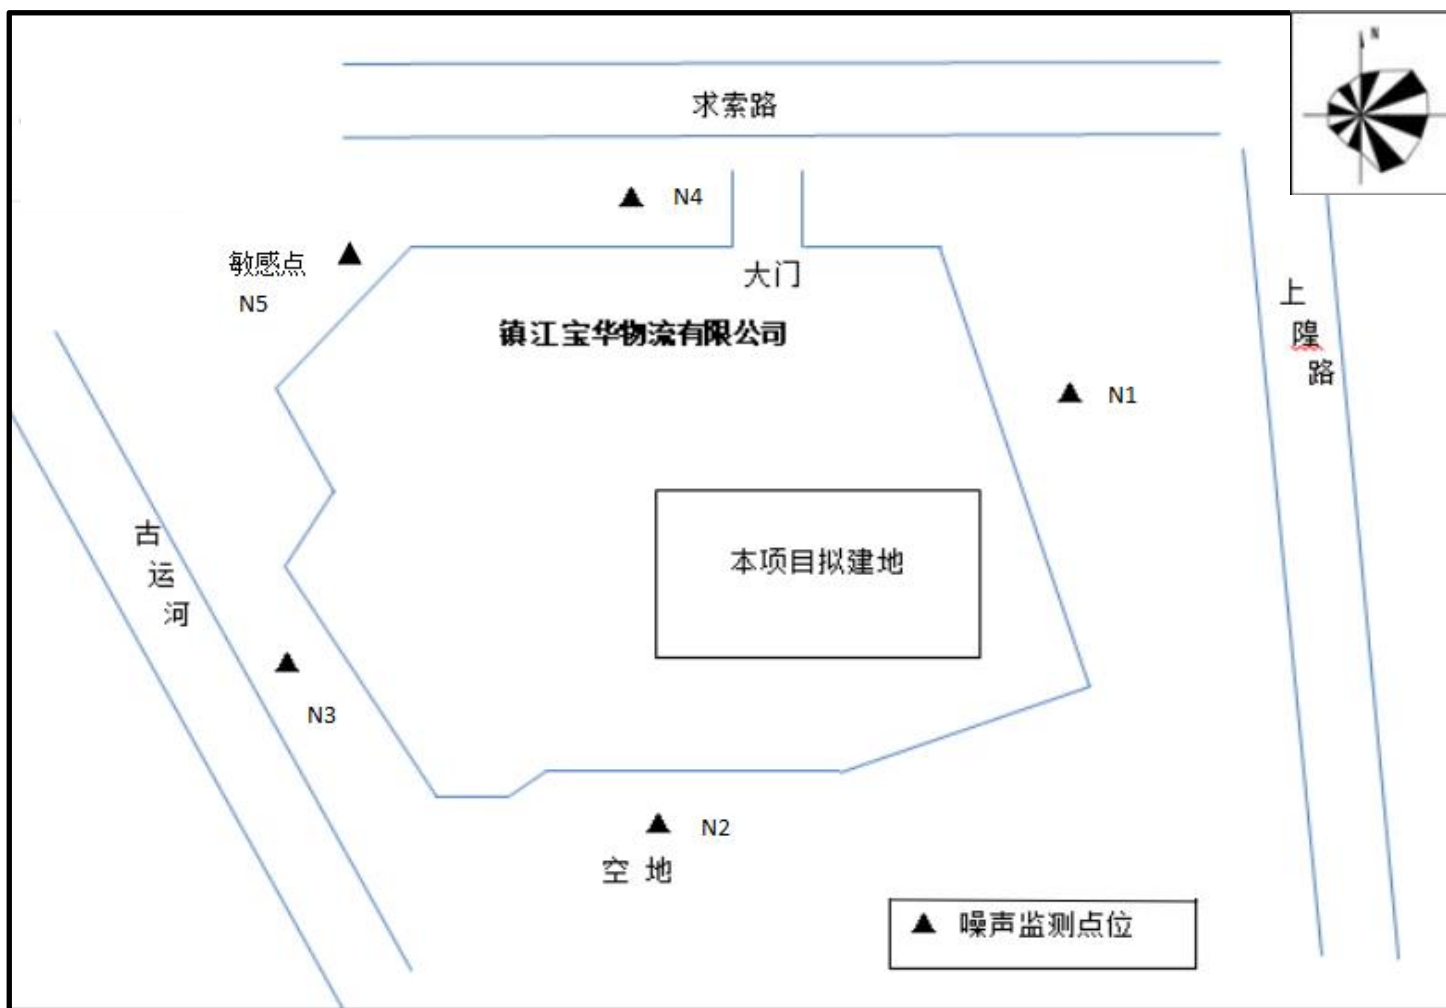 N
求索路
N4
敏感点
N5
大门
镇江宝华物流有限公司
上
隍
路
N1
古
运
河
本项目拟建地
N3
N2
空 地
噪声监测点位